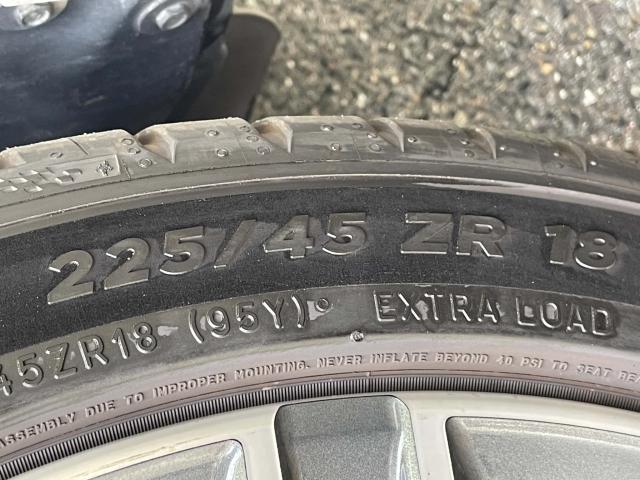 225/45 ZR 18
45ZR18 (95Y) EXTRA LOAD
ASSEMBLY DUE TO IMPROPER MOUNTING. NEVER INFLATE BEYOND 40 PSI TO SEAT BE